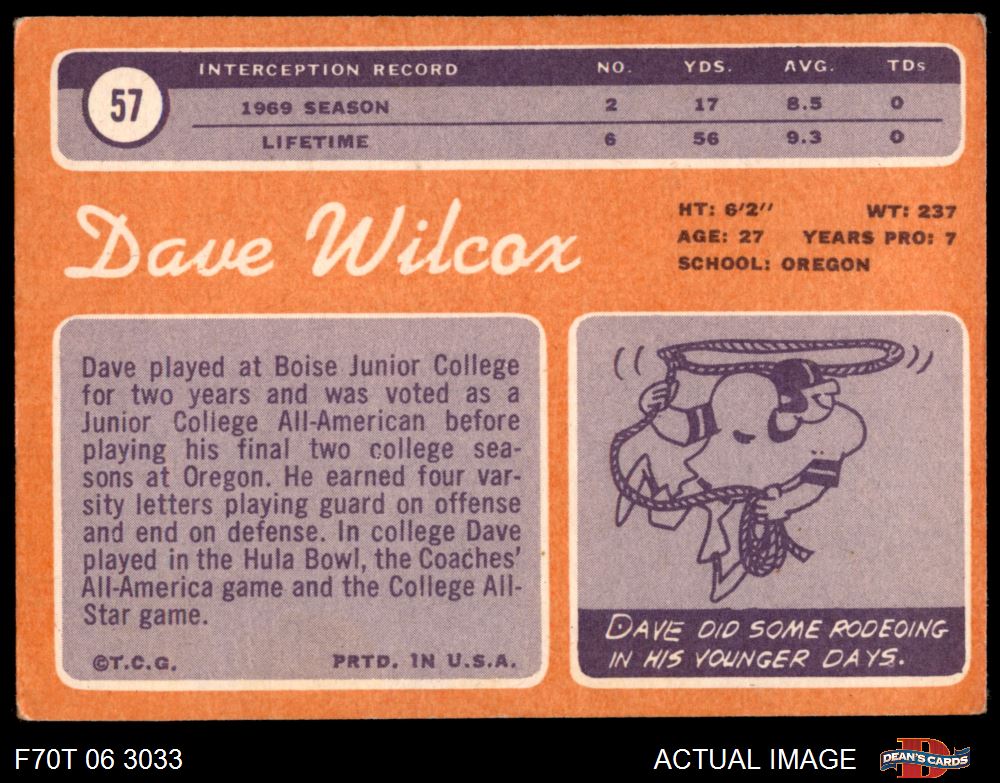 57
INTERCEPTION RECORD NO. YDS. AVG. TDs
1969 SEASON 2 17 8.5 0
LIFETIME 6 56 9.3 0
Dave Wilcox
HT: 6'2" WT: 237
AGE: 27 YEARS PRO: 7
SCHOOL: OREGON
Dave played at Boise Junior College
for two years and was voted as a
Junior College All-American before
playing his final two college sea-
sons at Oregon. He earned four var-
sity letters playing guard on offense
and end on defense. In college Dave
played in the Hula Bowl, the Coaches'
All-America game and the College All-
Star game.
©T.C.G. PRTD. IN U.S.A.
DAVE DID SOME RODEOING
IN HIS YOUNGER DAYS.
F70T 06 3033 ACTUAL IMAGE
D
DEAN'S CARDS